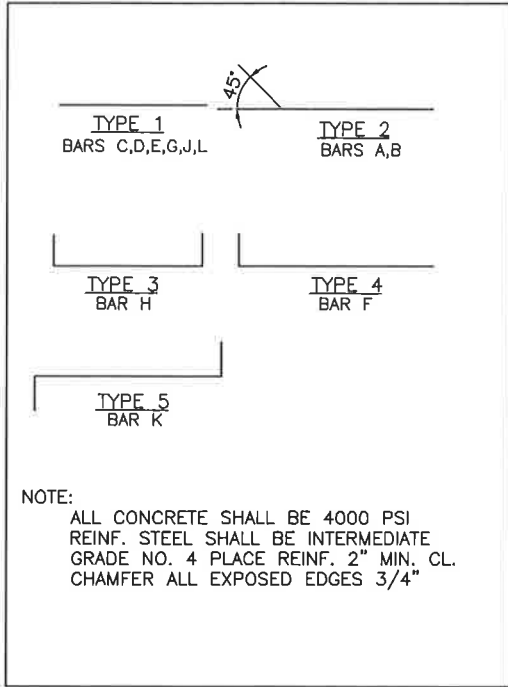 45°
TYPE 1
BARS C,D,E,G,J,L
TYPE 2
BARS A,B
TYPE 3
BAR H
TYPE 4
BAR F
TYPE 5
BAR K
NOTE:
ALL CONCRETE SHALL BE 4000 PSI
REINF. STEEL SHALL BE INTERMEDIATE
GRADE NO. 4 PLACE REINF. 2" MIN. CL.
CHAMFER ALL EXPOSED EDGES 3/4"